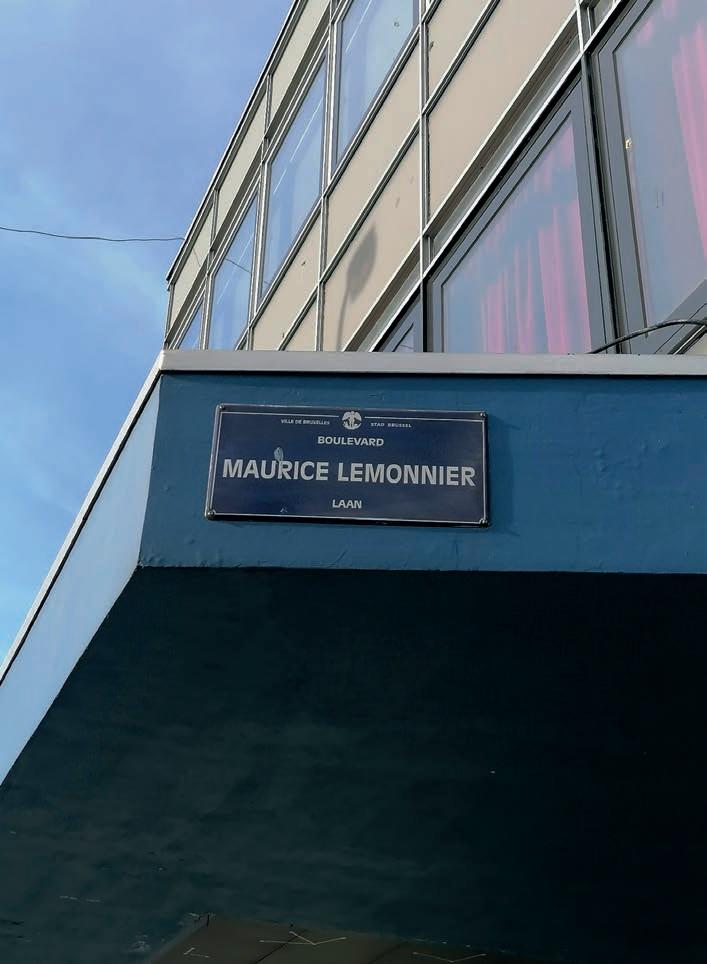 VILLE DE BRUXELLES STAD BRUSSEL
BOULEVARD
MAURICE LEMONNIER
LAAN